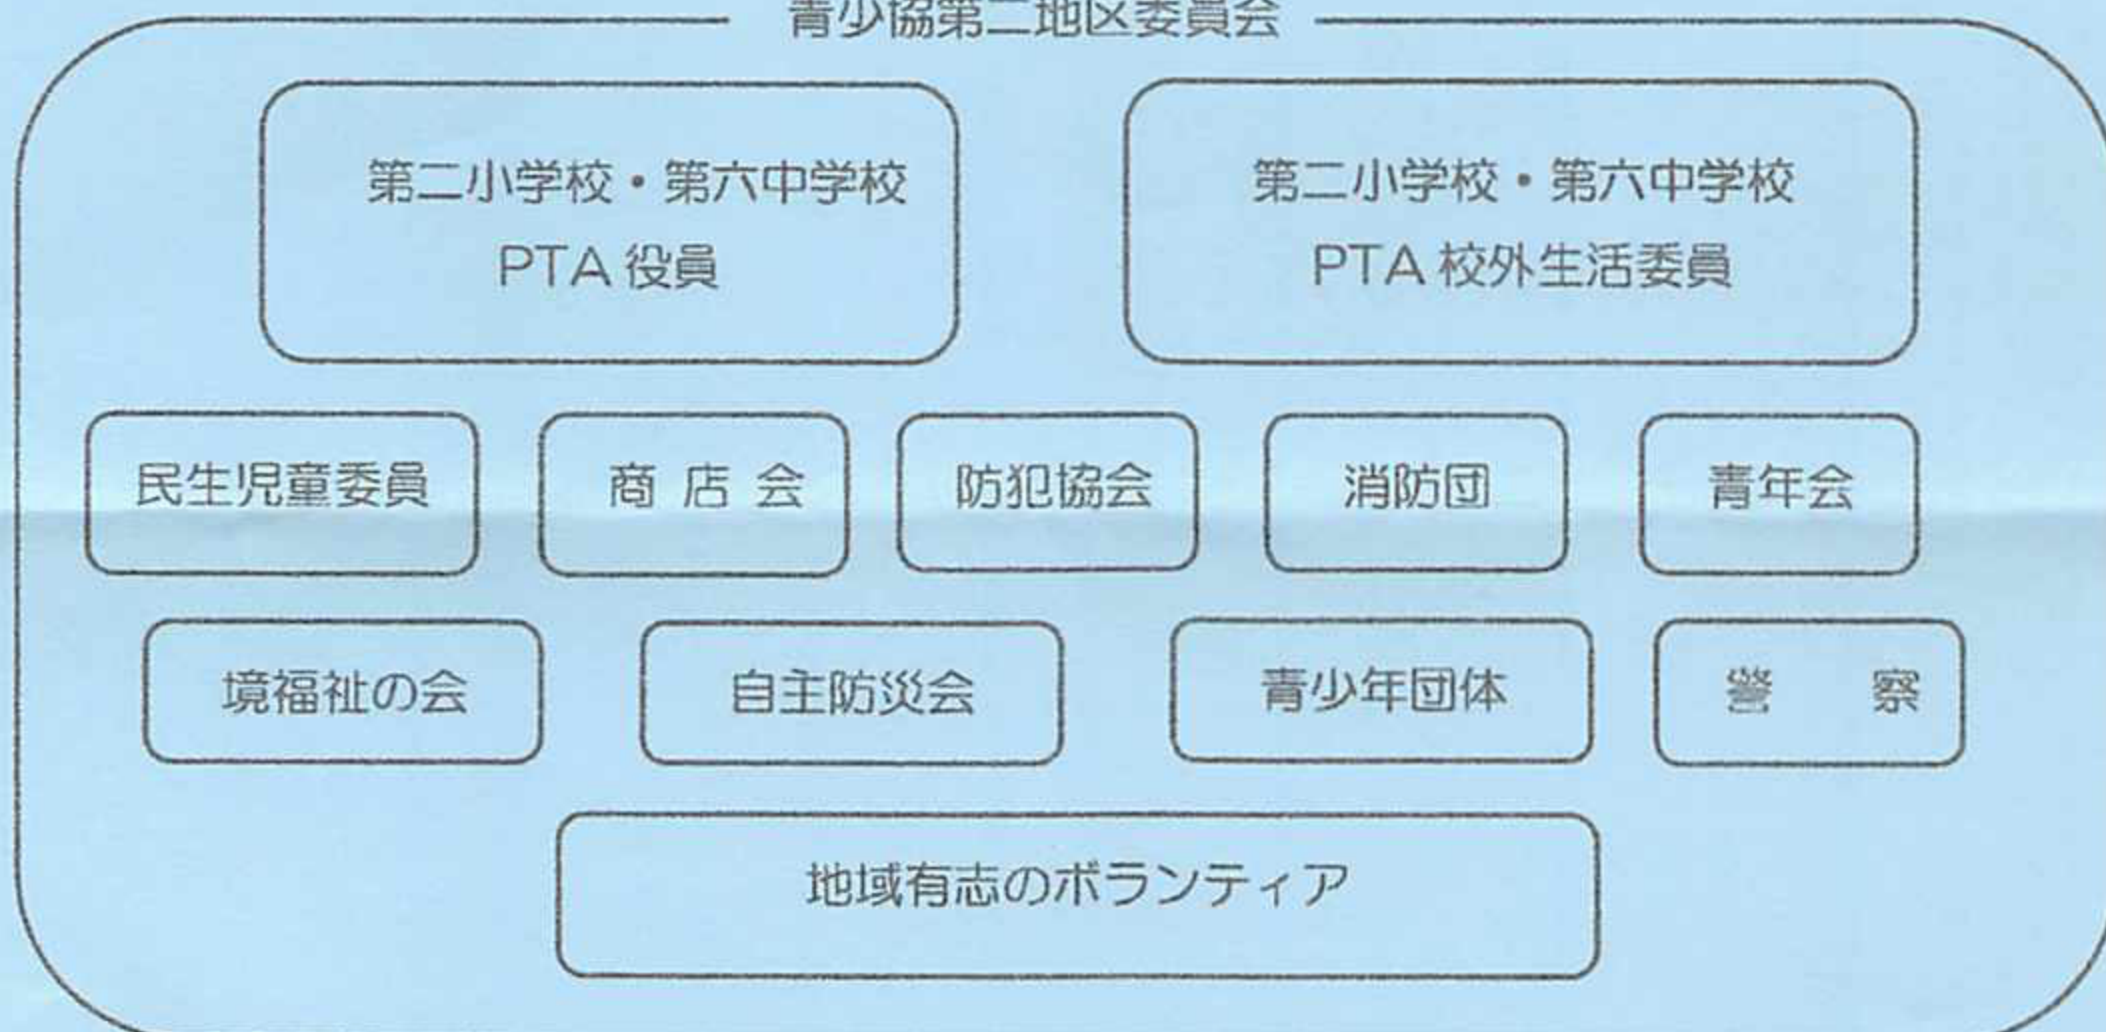 青少協第二地区委員会
第二小学校・第六中学校
PTA 役員
第二小学校・第六中学校
PTA 校外生活委員
民生児童委員
商 店 会
防犯協会
消防団
青年会
境福祉の会
自主防災会
青少年団体
警 察
地域有志のボランティア